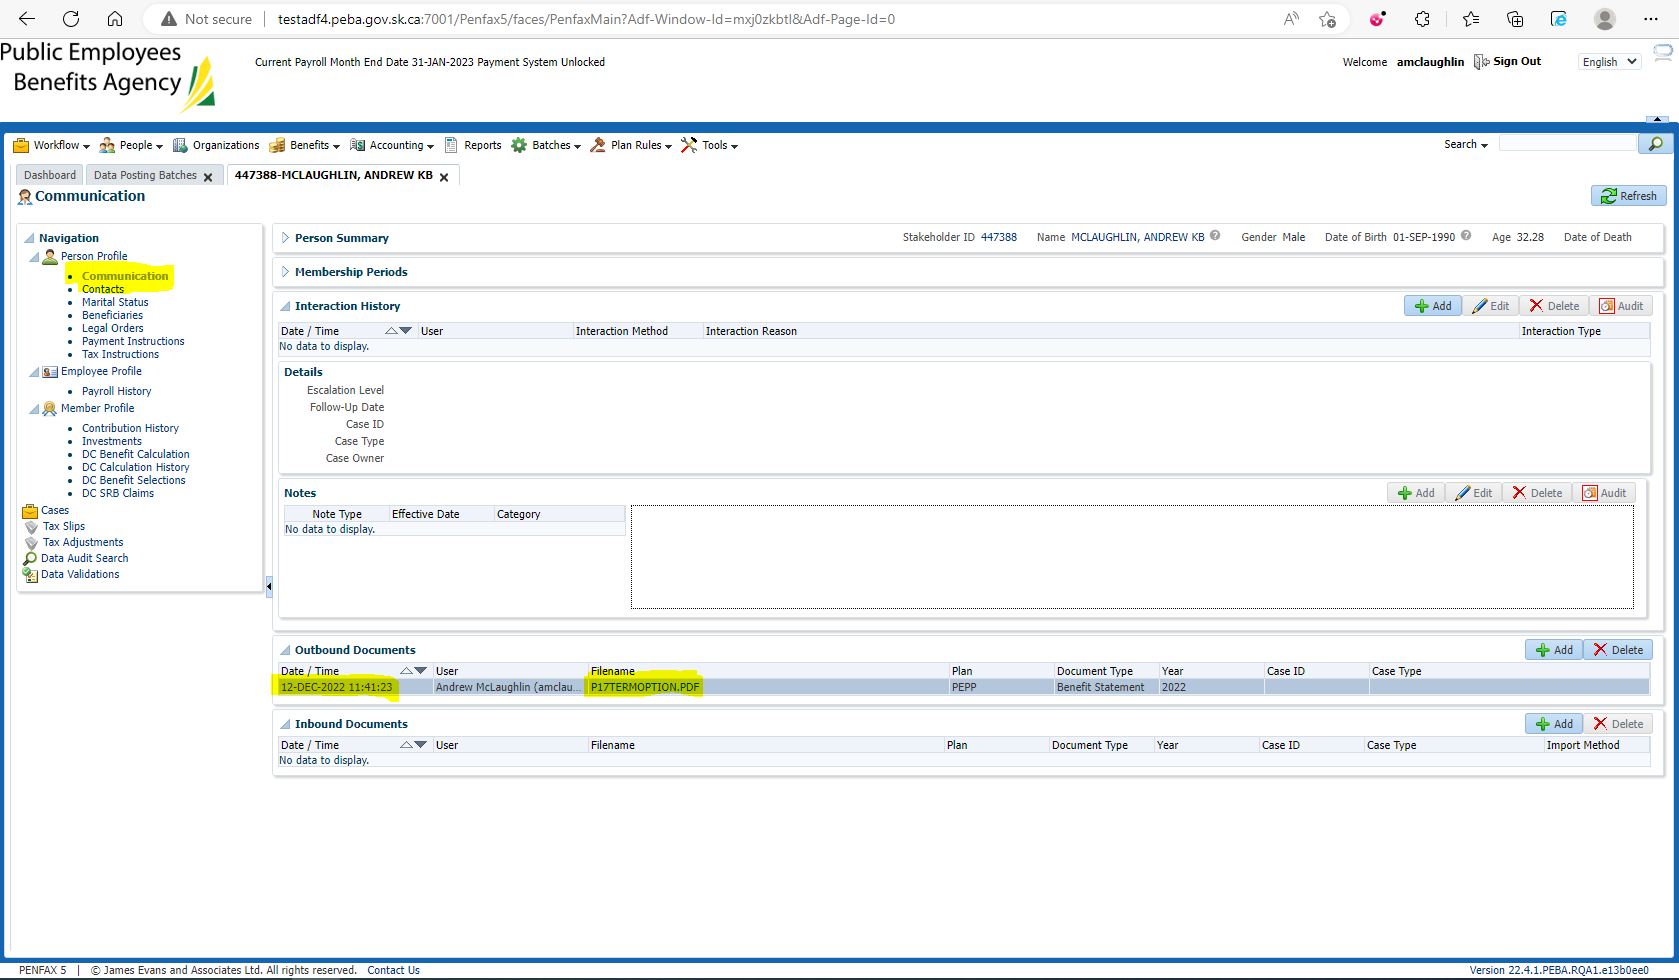 Not secure | testadf4.peba.gov.sk.ca:7001/Penfax5/faces/PenfaxMain?Adf-Window-Id=mxj0zkbtl&Adf-Page-Id=0
Public Employees
Benefits Agency
Current Payroll Month End Date 31-JAN-2023 Payment System Unlocked
Welcome amclaughlin Sign Out English
Workflow People Organizations Benefits Accounting Reports Batches Plan Rules Tools Search
Dashboard Data Posting Batches 447388-MCLAUGHLIN, ANDREW KB
Communication
Refresh
Navigation
Person Profile
Communication
Contacts
Marital Status
Beneficiaries
Legal Orders
Payment Instructions
Tax Instructions
Employee Profile
Payroll History
Member Profile
Contribution History
Investments
DC Benefit Calculation
DC Calculation History
DC Benefit Selections
DC SRB Claims
Cases
Tax Slips
Tax Adjustments
Data Audit Search
Data Validations
Person Summary Stakeholder ID 447388 Name MCLAUGHLIN, ANDREW KB Gender Male Date of Birth 01-SEP-1990 Age 32.28 Date of Death
Membership Periods
Interaction History Add Edit Delete Audit
Date / Time User Interaction Method Interaction Reason Interaction Type
No data to display.
Details
Escalation Level
Follow-Up Date
Case ID
Case Type
Case Owner
Notes Add Edit Delete Audit
Note Type Effective Date Category
No data to display.
Outbound Documents Add Delete
Date / Time User Filename Plan Document Type Year Case ID Case Type
12-DEC-2022 11:41:23 Andrew McLaughlin (amclau... P17TERMOPTION.PDF PEPP Benefit Statement 2022
Inbound Documents Add Delete
Date / Time User Filename Plan Document Type Year Case ID Case Type Import Method
No data to display.
PENFAX 5 | © James Evans and Associates Ltd. All rights reserved. Contact Us Version 22.4.1.PEBA.RQA1.e13b0ee0